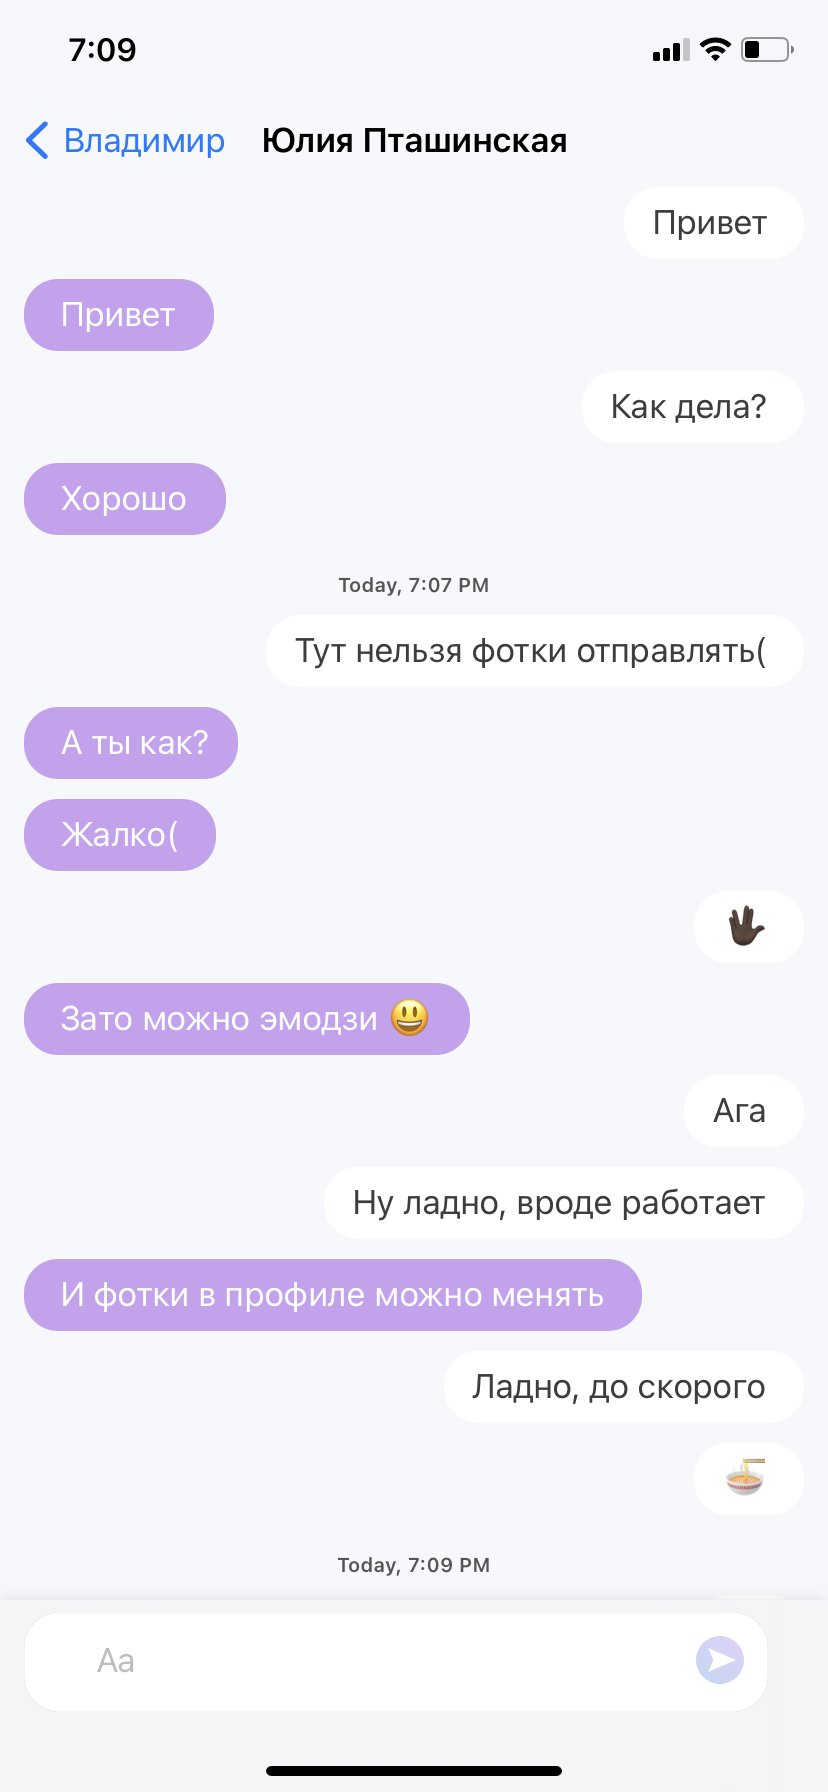 7:09
Владимир Юлия Пташинская
Привет
Привет
Как дела?
Хорошо
Today, 7:07 PM
Тут нельзя фотки отправлять(
А ты как?
Жалко(
🖖🏿
Зато можно эмодзи 😃
Ага
Ну ладно, вроде работает
И фотки в профиле можно менять
Ладно, до скорого
🍜
Today, 7:09 PM
Aa